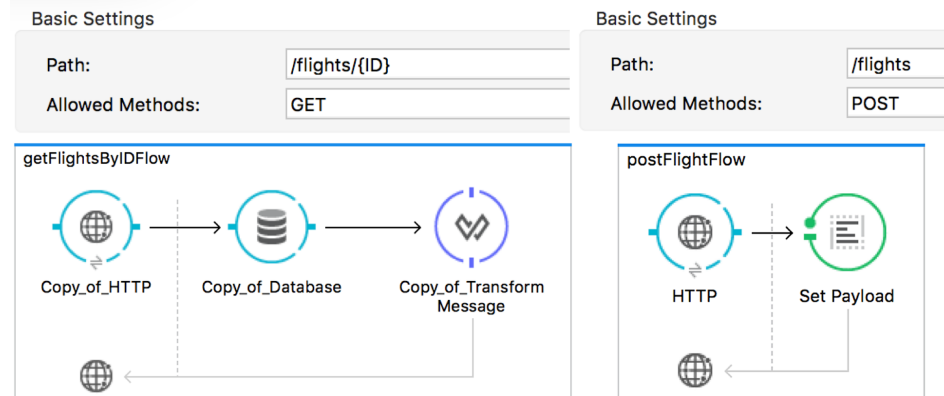 Basic Settings
Path:
/flights/{ID}
Allowed Methods:
GET
getFlightsByIDFlow
Copy_of_HTTP
Copy_of_Database
Copy_of_Transform
Message
Basic Settings
Path:
/flights
Allowed Methods:
POST
postFlightFlow
HTTP
Set Payload